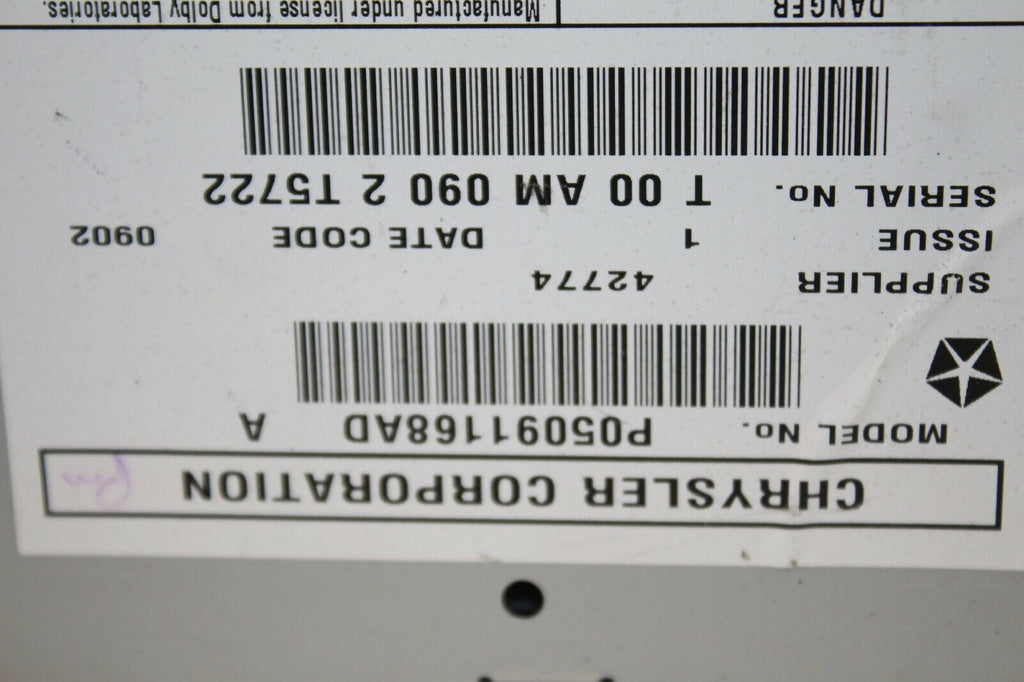 CHRYSLER CORPORATION
MODEL No. P05091168AD A
SUPPLIER 42774
ISSUE 1 DATE CODE 0902
SERIAL No. T 00 AM 090 2 T5722
DANGER
Manufactured under license from Dolby Laboratories.